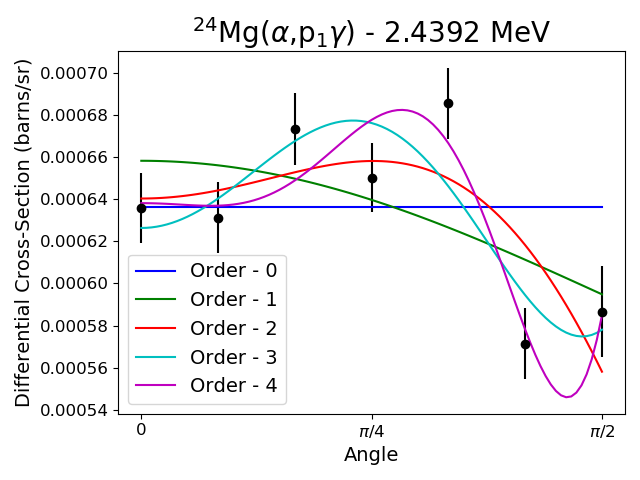 ²⁴Mg(α,p₁γ) - 2.4392 MeV
Differential Cross-Section (barns/sr)
0.00070
0.00068
0.00066
0.00064
0.00062
0.00060
0.00058
0.00056
0.00054
Order - 0
Order - 1
Order - 2
Order - 3
Order - 4
0 π/4 π/2
Angle